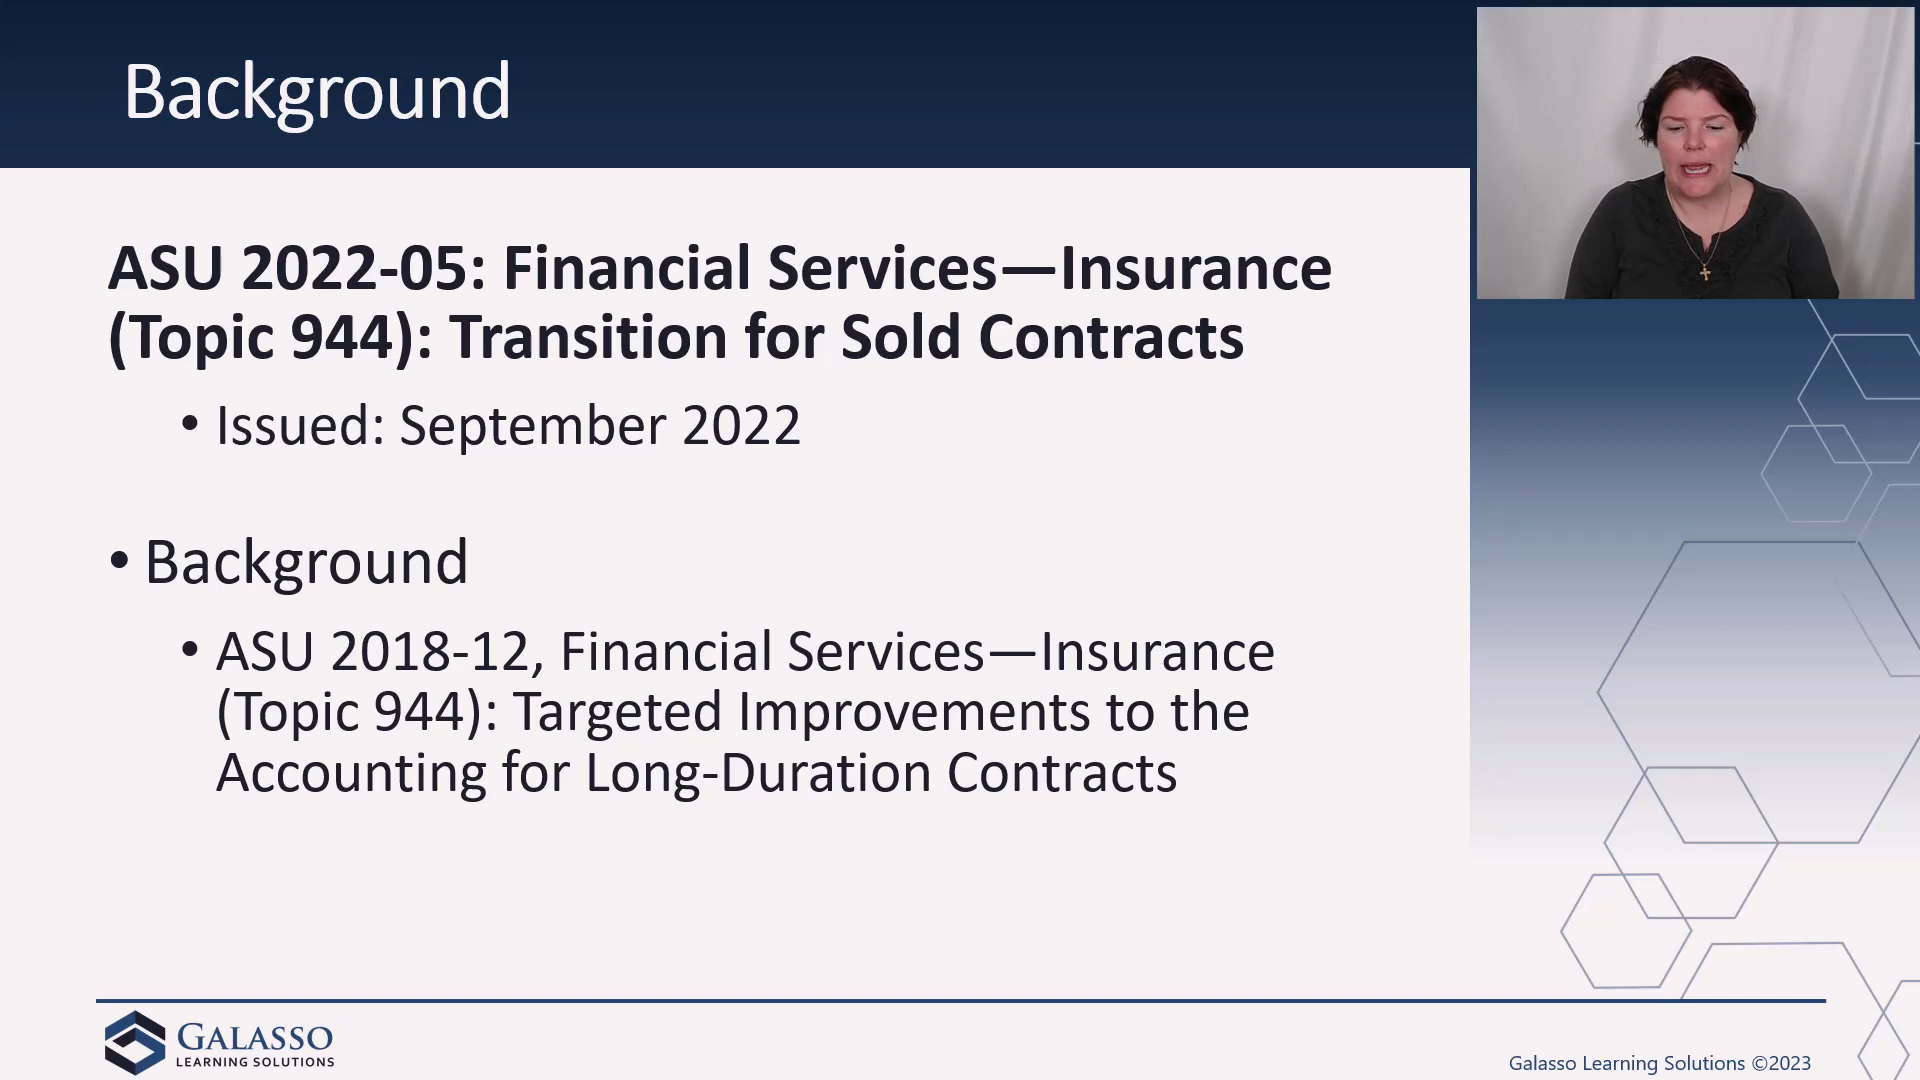 Background
ASU 2022-05: Financial Services—Insurance
(Topic 944): Transition for Sold Contracts
• Issued: September 2022
• Background
• ASU 2018-12, Financial Services—Insurance
(Topic 944): Targeted Improvements to the
Accounting for Long-Duration Contracts
GALASSO
LEARNING SOLUTIONS
Galasso Learning Solutions ©2023